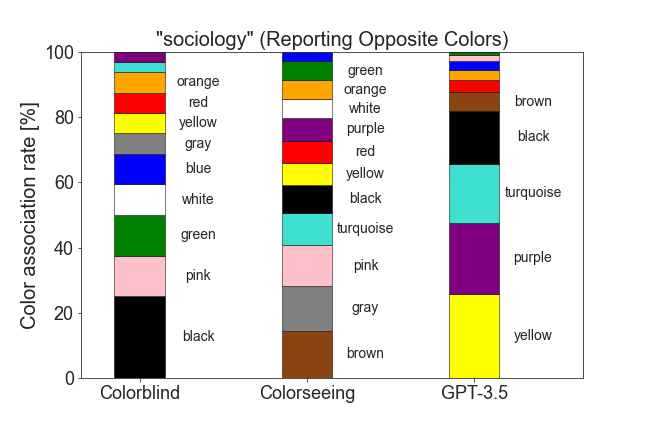 "sociology" (Reporting Opposite Colors)
Color association rate [%]
100
80
60
40
20
0
orange
red
yellow
gray
blue
white
green
pink
black
green
orange
white
purple
red
yellow
black
turquoise
pink
gray
brown
brown
black
turquoise
purple
yellow
Colorblind
Colorseeing
GPT-3.5